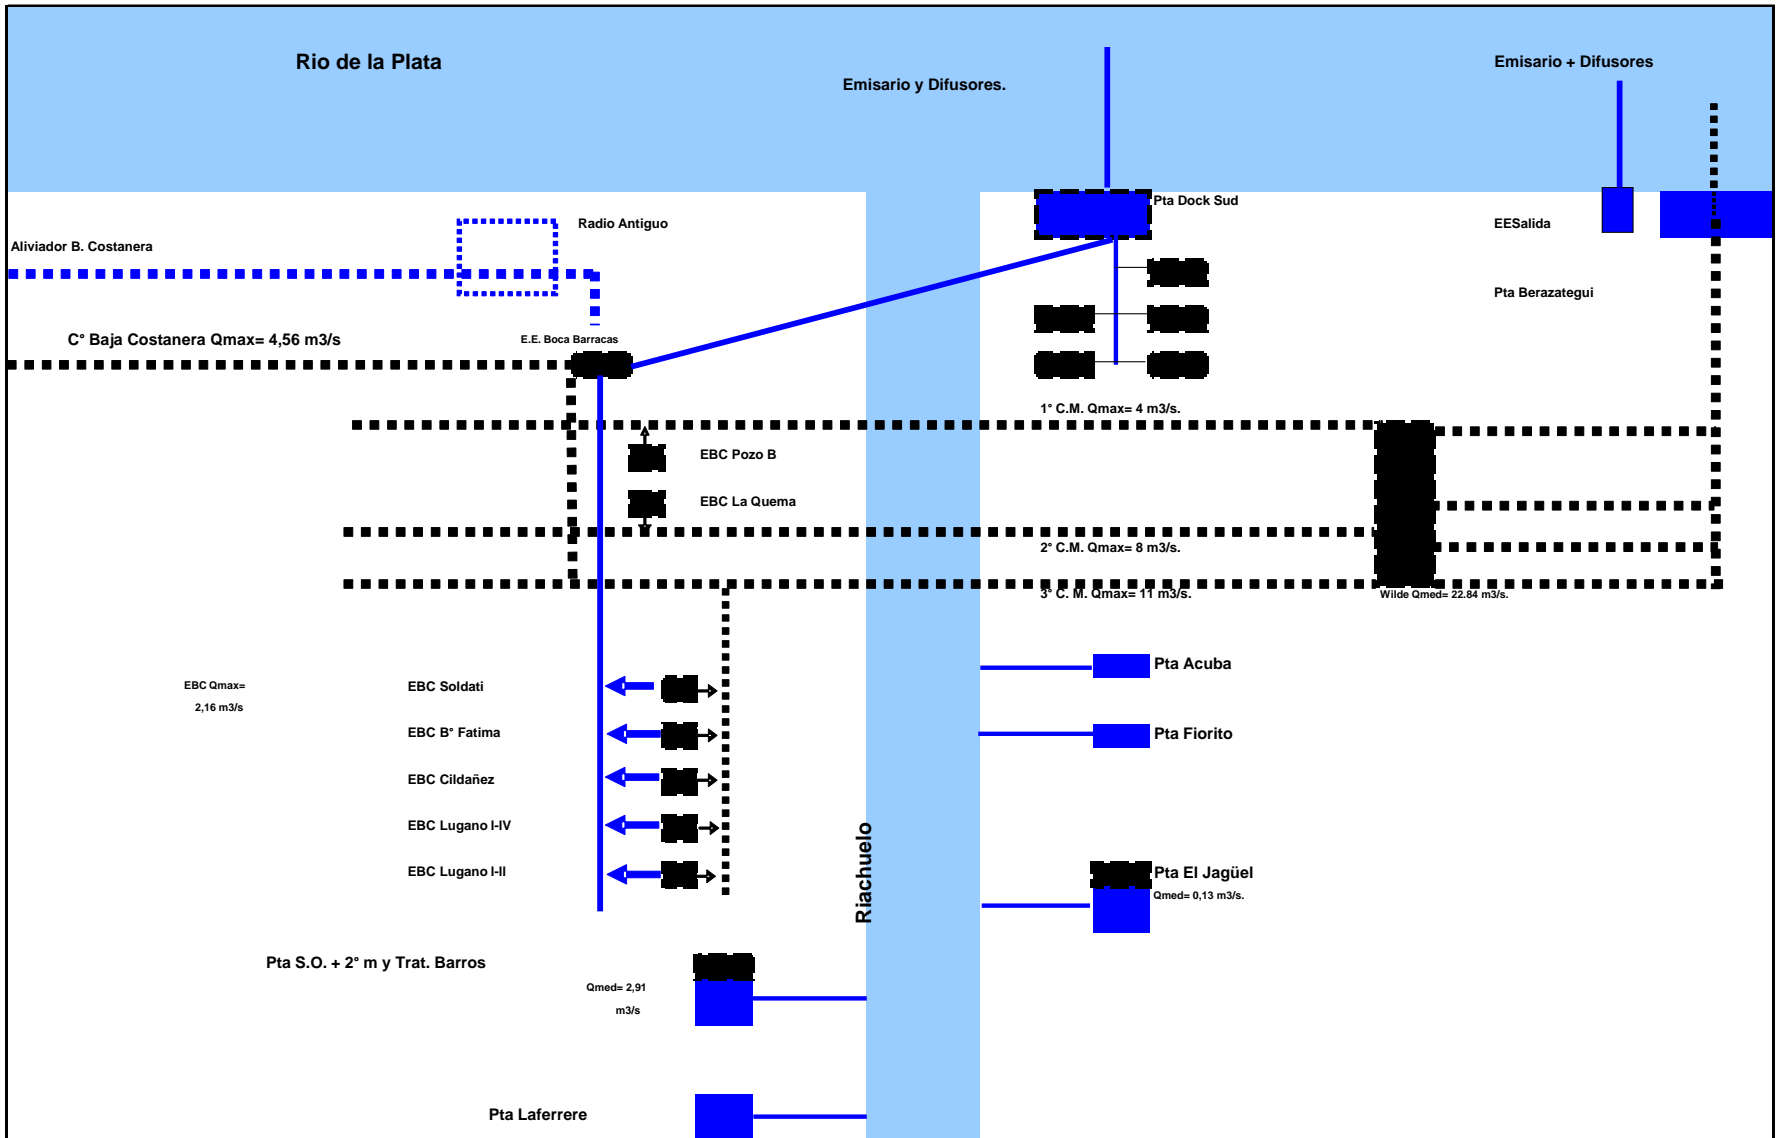 Rio de la Plata
Emisario + Difusores
Emisario y Difusores.
Pta Dock Sud
Radio Antiguo
EESalida
Aliviador B. Costanera
Pta Berazategui
C° Baja Costanera Qmax= 4,56 m3/s
E.E. Boca Barracas
1° C.M. Qmax= 4 m3/s.
EBC Pozo B
EBC La Quema
2° C.M. Qmax= 8 m3/s.
3° C. M. Qmax= 11 m3/s.
Wilde Qmed= 22.84 m3/s.
Pta Acuba
EBC Qmax=
2,16 m3/s
EBC Soldati
EBC B° Fatima
Pta Fiorito
EBC Cildañez
EBC Lugano I-IV
EBC Lugano I-II
Riachuelo
Pta El Jagüel
Qmed= 0,13 m3/s.
Pta S.O. + 2° m y Trat. Barros
Qmed= 2,91
m3/s
Pta Laferrere